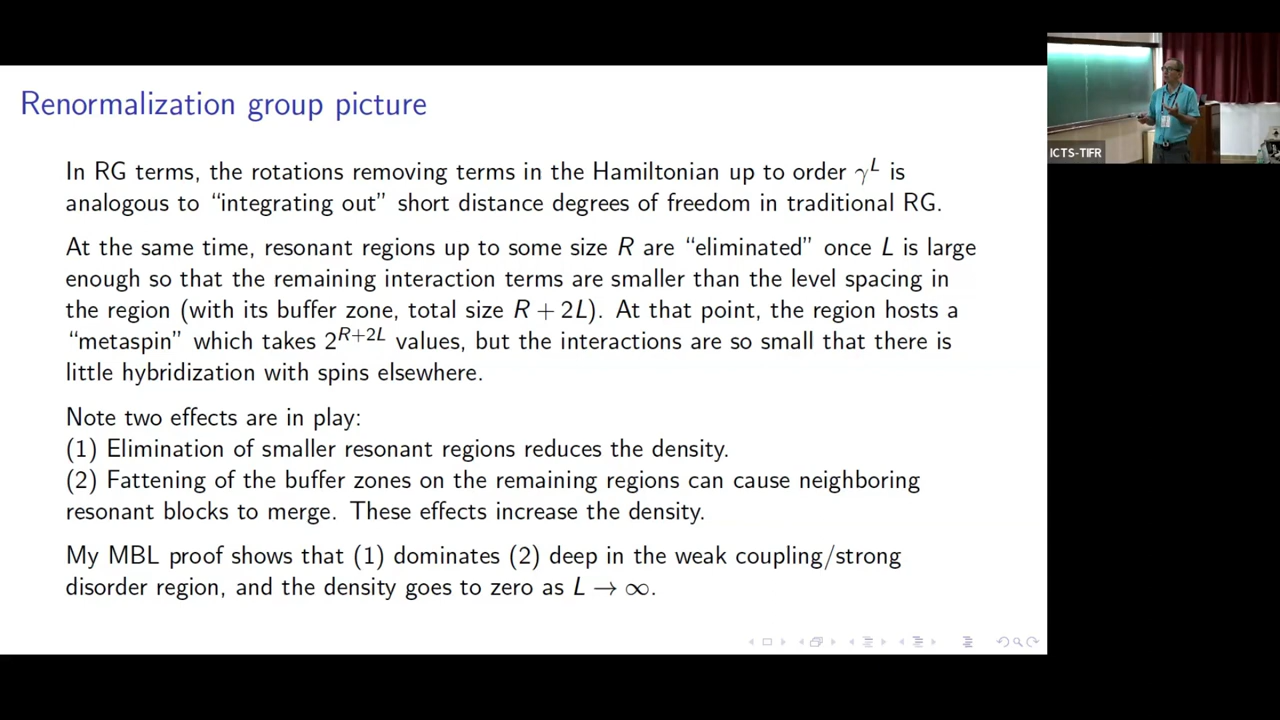 Renormalization group picture
In RG terms, the rotations removing terms in the Hamiltonian up to order γ^L is
analogous to “integrating out” short distance degrees of freedom in traditional RG.
At the same time, resonant regions up to some size R are “eliminated” once L is large
enough so that the remaining interaction terms are smaller than the level spacing in
the region (with its buffer zone, total size R + 2L). At that point, the region hosts a
“metaspin” which takes 2^{R+2L} values, but the interactions are so small that there is
little hybridization with spins elsewhere.
Note two effects are in play:
(1) Elimination of smaller resonant regions reduces the density.
(2) Fattening of the buffer zones on the remaining regions can cause neighboring
resonant blocks to merge. These effects increase the density.
My MBL proof shows that (1) dominates (2) deep in the weak coupling/strong
disorder region, and the density goes to zero as L → ∞.
ICTS-TIFR